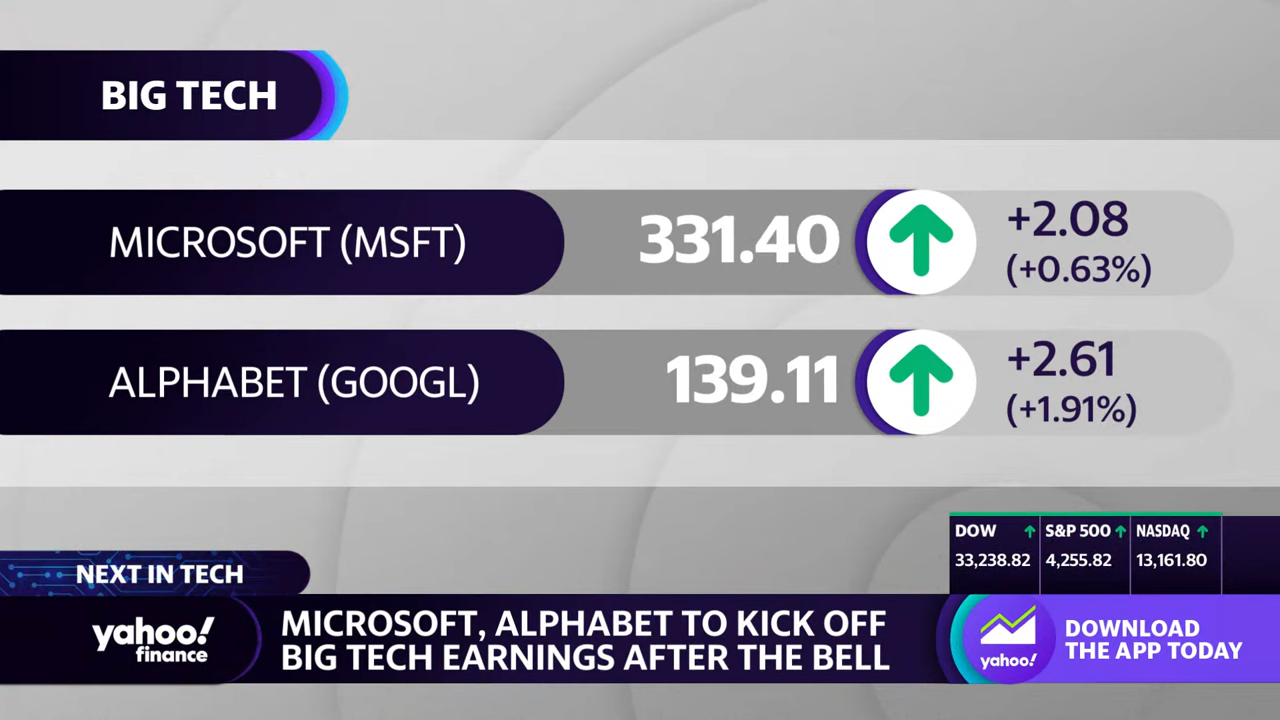 BIG TECH
MICROSOFT (MSFT) 331.40 +2.08
(+0.63%)
ALPHABET (GOOGL) 139.11 +2.61
(+1.91%)
DOW S&P 500 NASDAQ
33,238.82 4,255.82 13,161.80
NEXT IN TECH
yahoo!
finance
MICROSOFT, ALPHABET TO KICK OFF
BIG TECH EARNINGS AFTER THE BELL
yahoo!
DOWNLOAD
THE APP TODAY